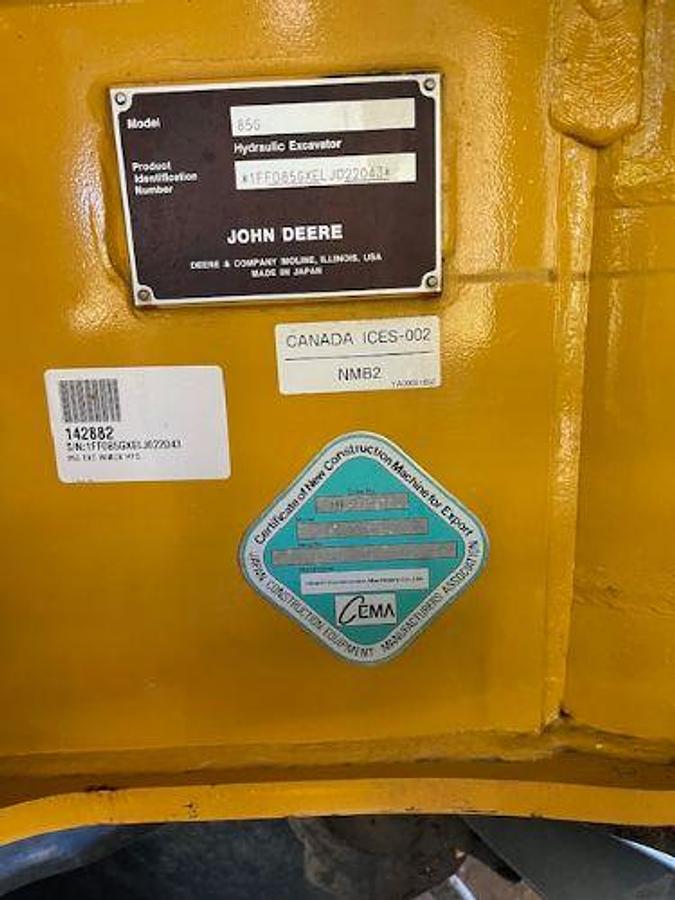 Model
85G
Hydraulic Excavator
Product
Identification
Number
*1FF085GXELJ022043*
JOHN DEERE
DEERE & COMPANY MOLINE, ILLINOIS, USA
MADE IN JAPAN
CANADA ICES-002
NMB2
142882
S/N:1FF085GXELJ022043
Certificate of New Construction Machine for Export
CEMA
JAPAN CONSTRUCTION EQUIPMENT MANUFACTURERS ASSOCIATION